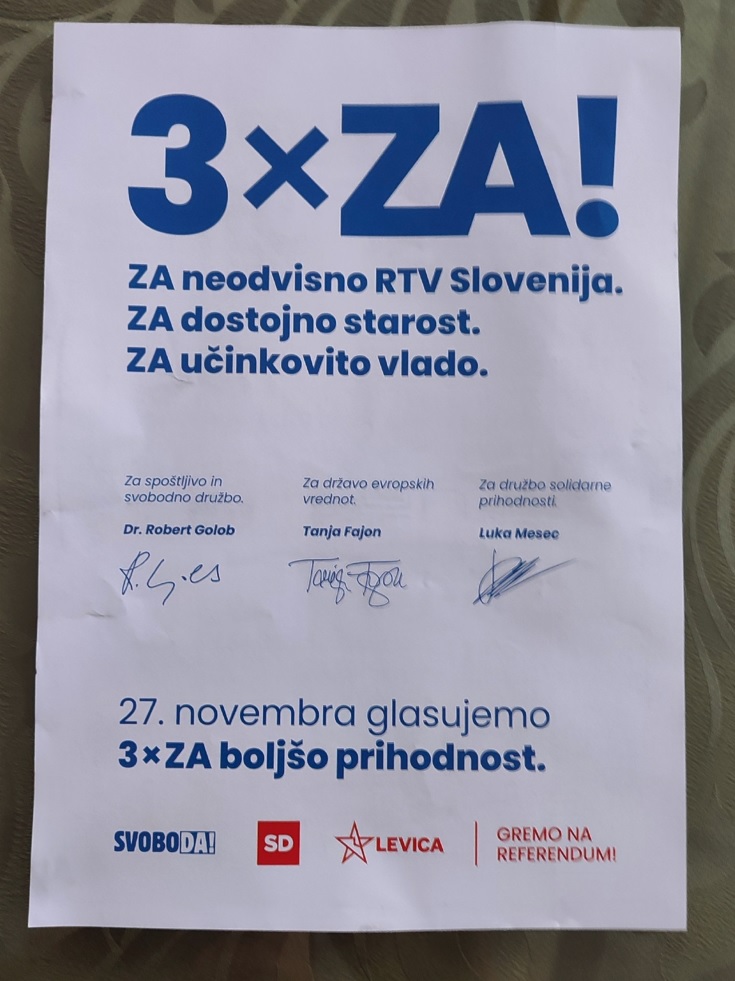 3×ZA!
ZA neodvisno RTV Slovenija.
ZA dostojno starost.
ZA učinkovito vlado.
Za spoštljivo in
svobodno družbo.
Dr. Robert Golob
Za državo evropskih
vrednot.
Tanja Fajon
Za družbo solidarne
prihodnosti.
Luka Mesec
27. novembra glasujemo
3×ZA boljšo prihodnost.
SVOBODA!
SD
LEVICA
GREMO NA
REFERENDUM!